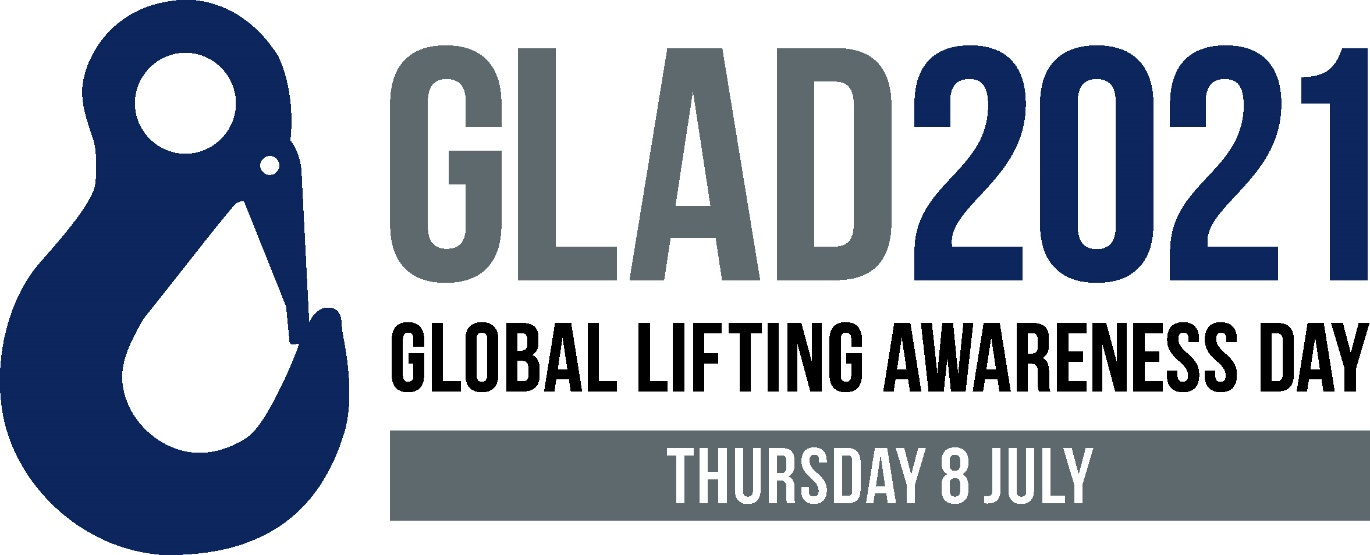 GLAD2021
GLOBAL LIFTING AWARENESS DAY
THURSDAY 8 JULY